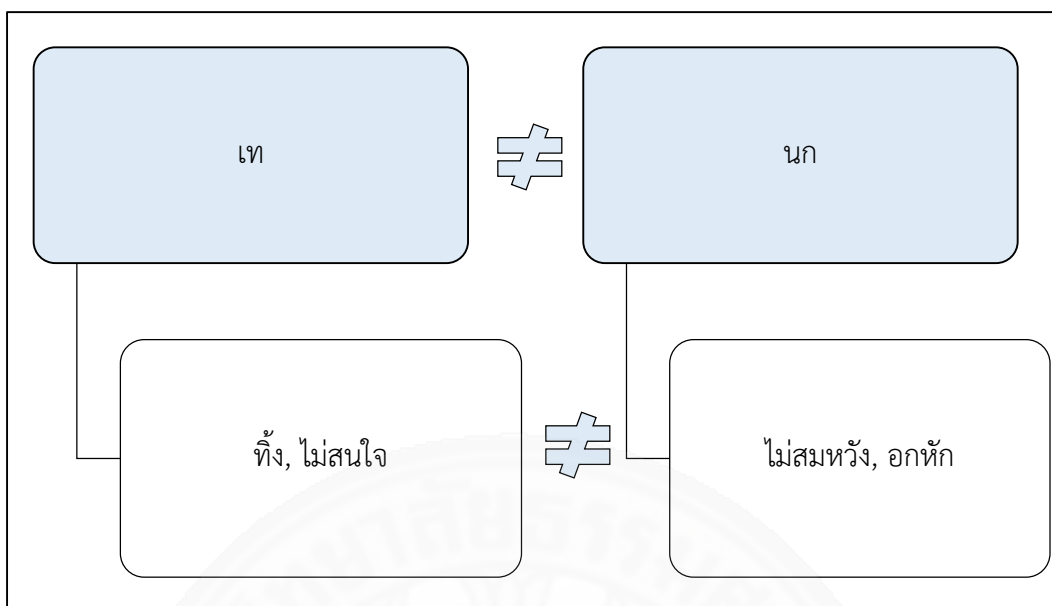 เท
≠
นก
ทิ้ง, ไม่สนใจ
≠
ไม่สมหวัง, อกหัก